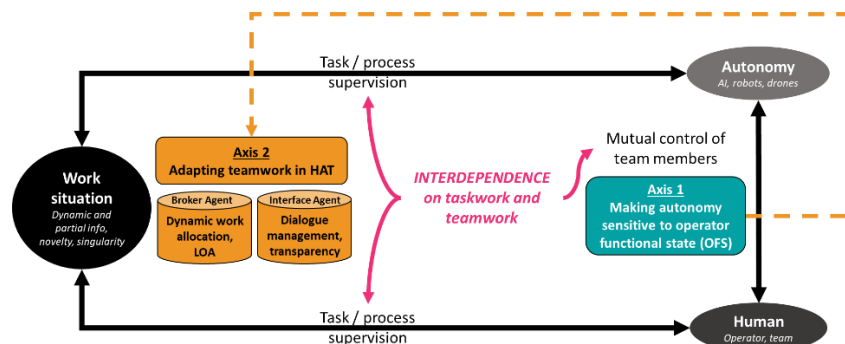 Task / process
supervision
Autonomy
AI, robots, drones
Work
situation
Dynamic and
partial info,
novelty, singularity
Axis 2
Adapting teamwork in HAT
Broker Agent
Dynamic work
allocation,
LOA
Interface Agent
Dialogue
management,
transparency
INTERDEPENDENCE
on taskwork and
teamwork
Mutual control of
team members
Axis 1
Making autonomy
sensitive to operator
functional state (OFS)
Task / process
supervision
Human
Operator, team